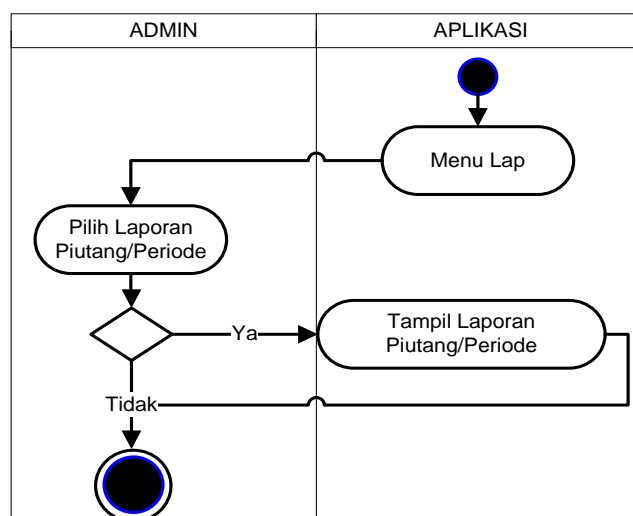 ADMIN
APLIKASI
Menu Lap
Pilih Laporan
Piutang/Periode
Ya
Tampil Laporan
Piutang/Periode
Tidak